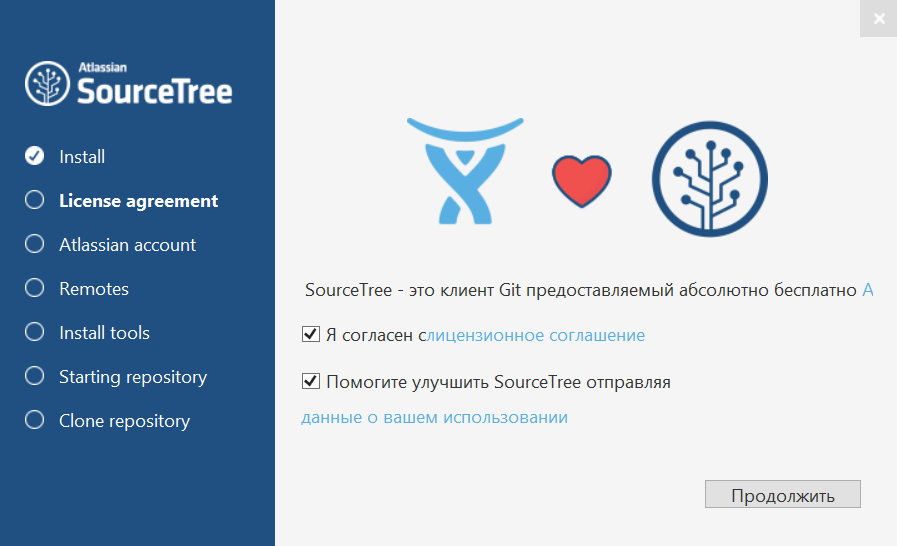 Atlassian
SourceTree
Install
License agreement
Atlassian account
Remotes
Install tools
Starting repository
Clone repository
SourceTree - это клиент Git предоставляемый абсолютно бесплатно A
Я согласен слицензионное соглашение
Помогите улучшить SourceTree отправляя
данные о вашем использовании
Продолжить